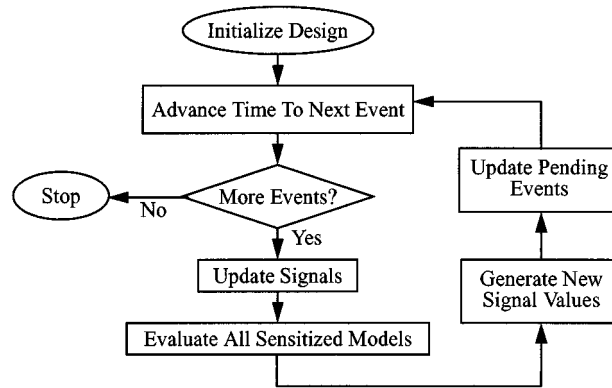 Initialize Design
Advance Time To Next Event
More Events?
No
Stop
Yes
Update Signals
Evaluate All Sensitized Models
Generate New
Signal Values
Update Pending
Events